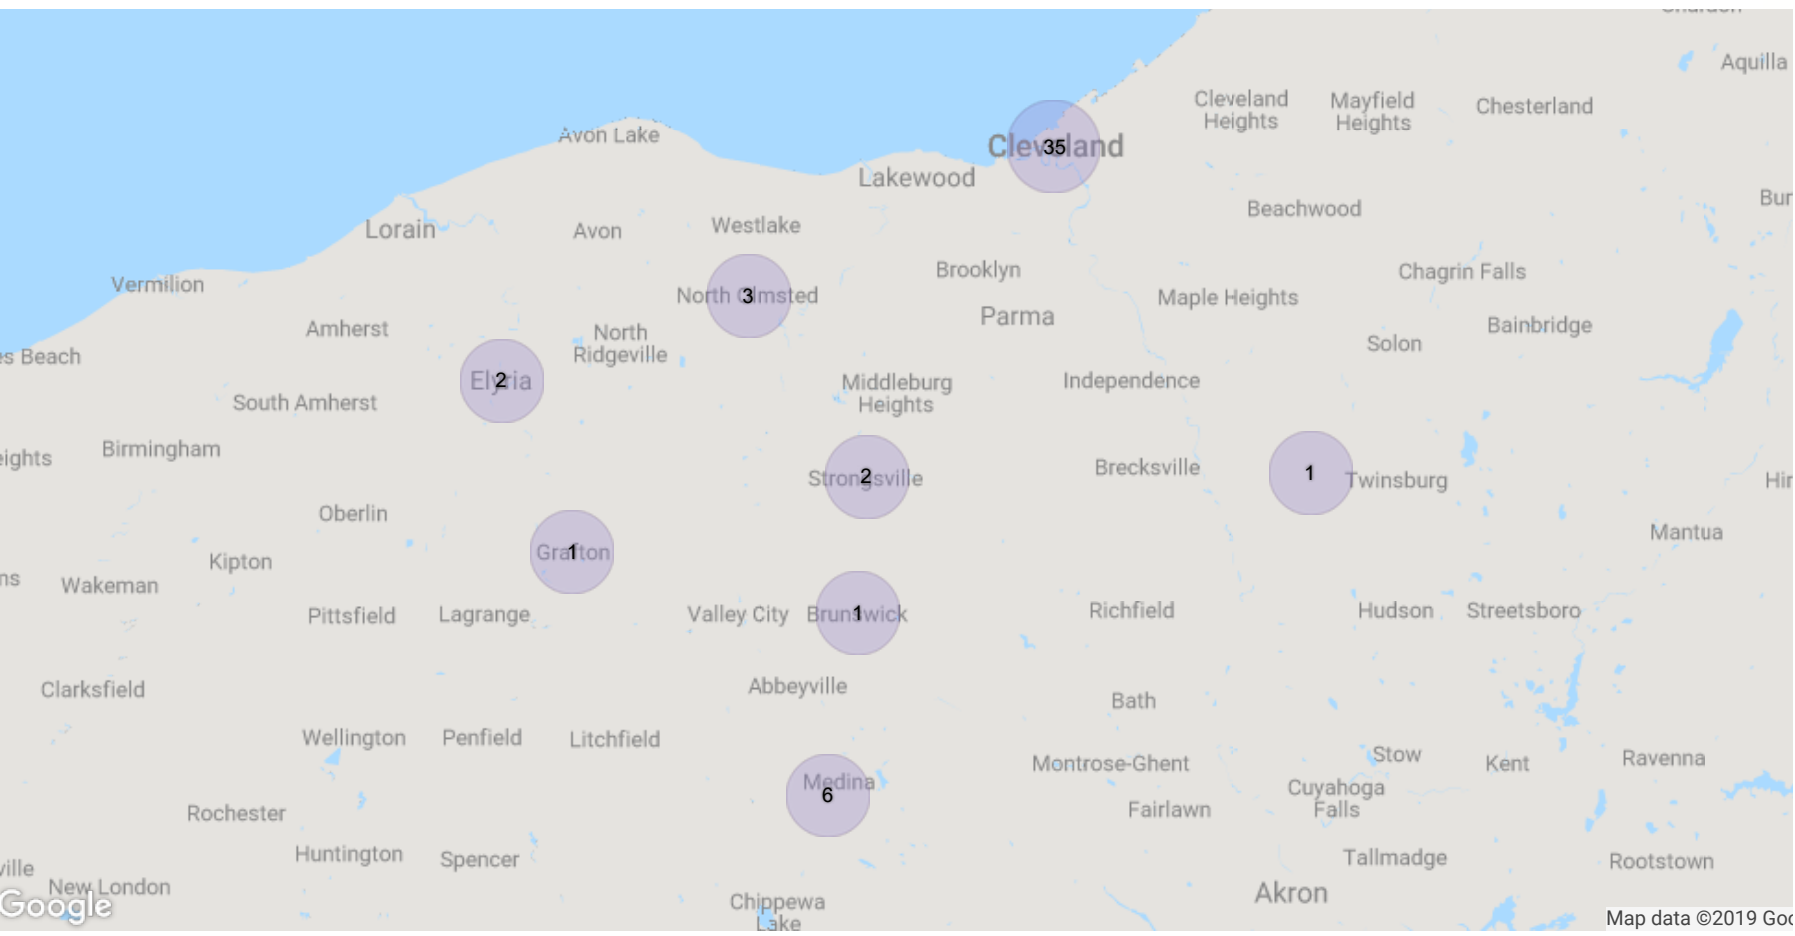 Aquilla
Cleveland
Heights
Mayfield
Heights
Chesterland
Avon Lake
Cleveland
35
Lakewood
Beachwood
Lorain
Avon
Westlake
Brooklyn
Chagrin Falls
Vermilion
North Olmsted
3
Maple Heights
Parma
Bainbridge
Amherst
North
Ridgeville
Solon
es Beach
Elyria
2
Middleburg
Heights
Independence
South Amherst
Birmingham
eights
Strongsville
2
Brecksville
1
Twinsburg
Hir
Oberlin
Mantua
Grafton
1
Kipton
ns
Wakeman
Pittsfield
Lagrange
Valley City
Brunswick
1
Richfield
Hudson
Streetsboro
Clarksfield
Abbeyville
Bath
Wellington
Penfield
Litchfield
Montrose-Ghent
Stow
Kent
Ravenna
Medina
6
Cuyahoga
Falls
Rochester
Fairlawn
Huntington
Spencer
Tallmadge
Rootstown
ville
New London
Akron
Chippewa
Lake
Google
Map data ©2019 Goo